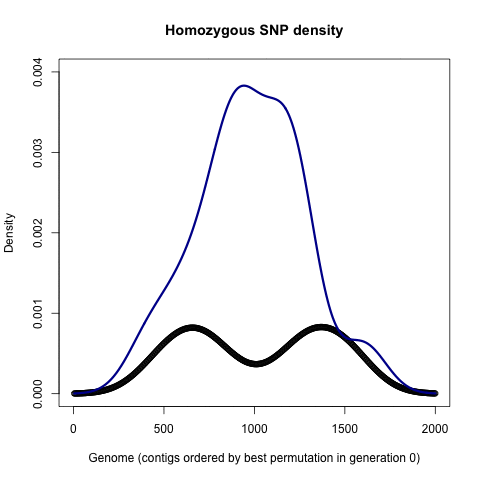 Homozygous SNP density
Density
0.004
0.003
0.002
0.001
0.000
0 500 1000 1500 2000
Genome (contigs ordered by best permutation in generation 0)